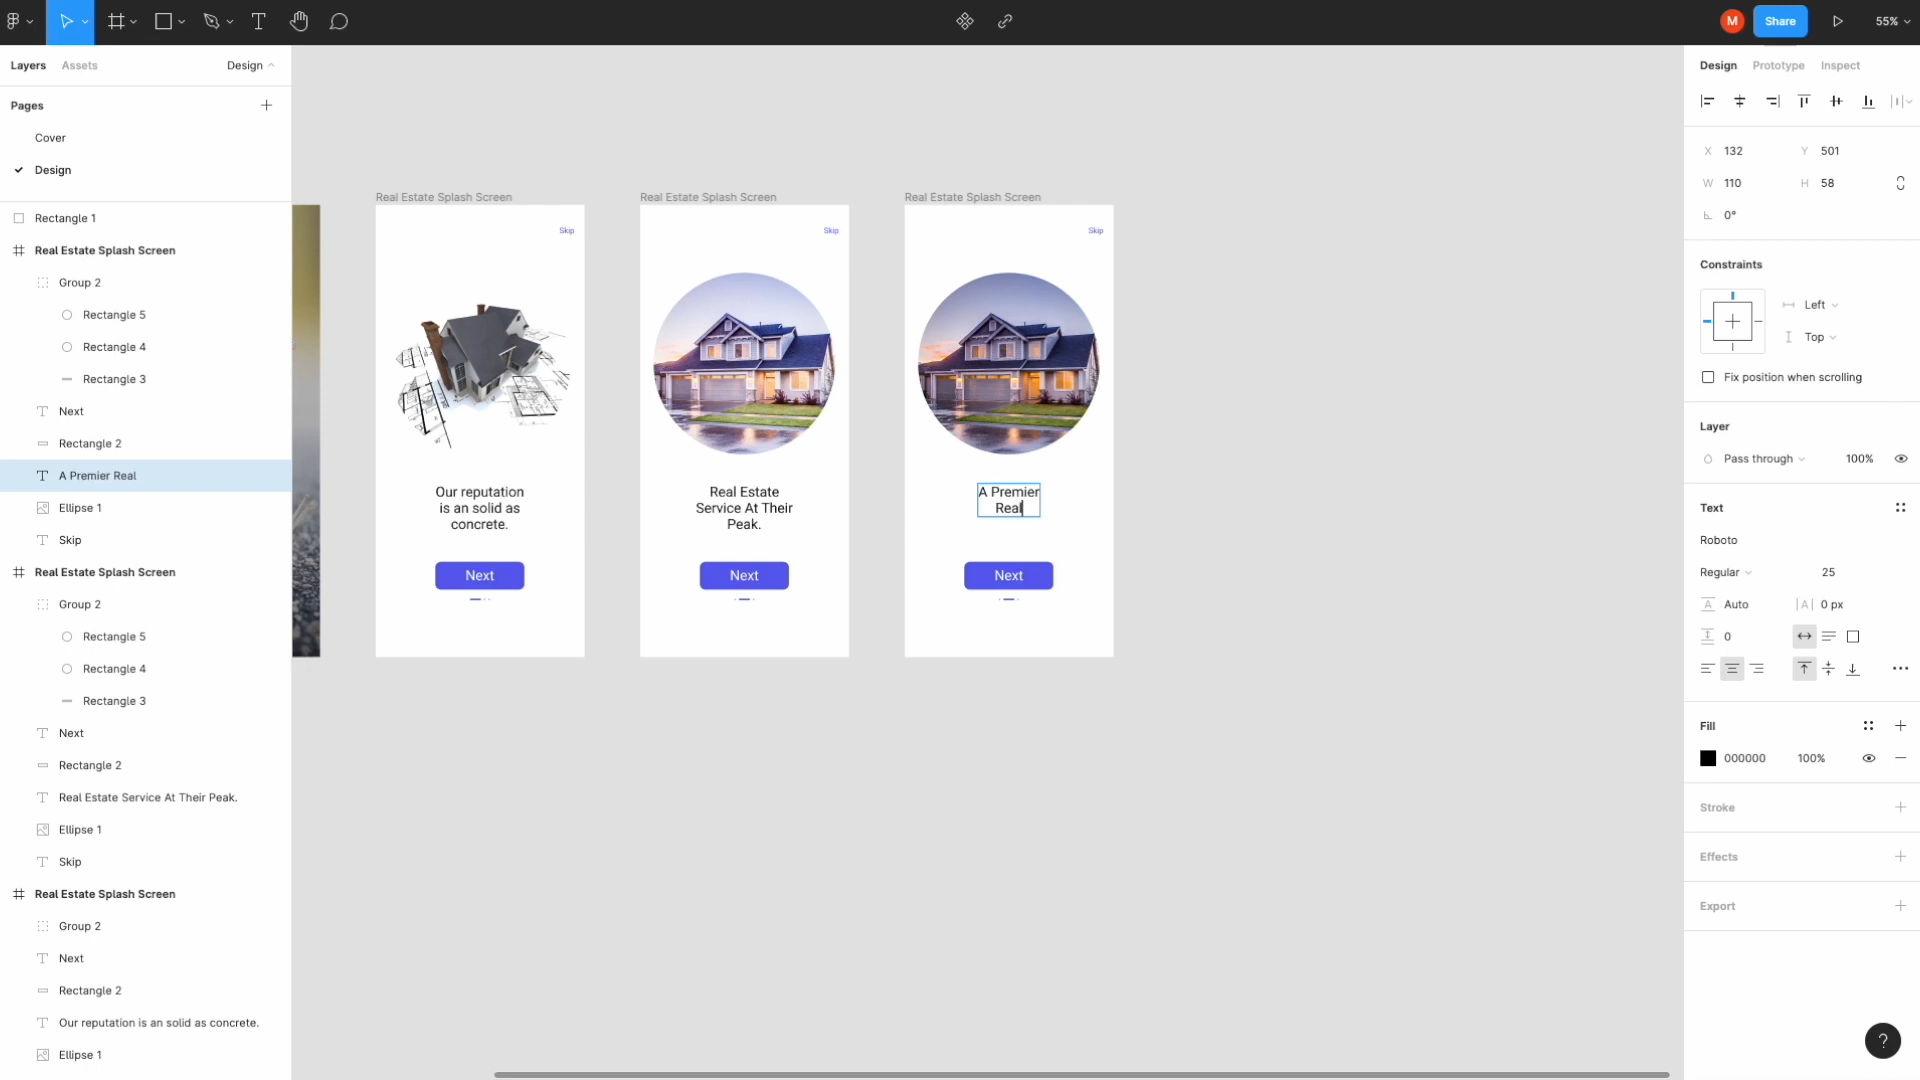 M
Share
55%
Layers
Assets
Design
Pages
Cover
Design
Rectangle 1
Real Estate Splash Screen
Group 2
Rectangle 5
Rectangle 4
Rectangle 3
Next
Rectangle 2
A Premier Real
Ellipse 1
Skip
Real Estate Splash Screen
Group 2
Rectangle 5
Rectangle 4
Rectangle 3
Next
Rectangle 2
Real Estate Service At Their Peak.
Ellipse 1
Skip
Real Estate Splash Screen
Group 2
Next
Rectangle 2
Our reputation is an solid as concrete.
Ellipse 1
Real Estate Splash Screen
Skip
Our reputation
is an solid as
concrete.
Next
Real Estate Splash Screen
Skip
Real Estate
Service At Their
Peak.
Next
Real Estate Splash Screen
Skip
A Premier
Real
Next
Design
Prototype
Inspect
X 132 Y 501
W 110 H 58
0°
Constraints
Left
Top
Fix position when scrolling
Layer
Pass through 100%
Text
Roboto
Regular 25
Auto |A| 0 px
0
Fill
000000 100%
Stroke
Effects
Export
?